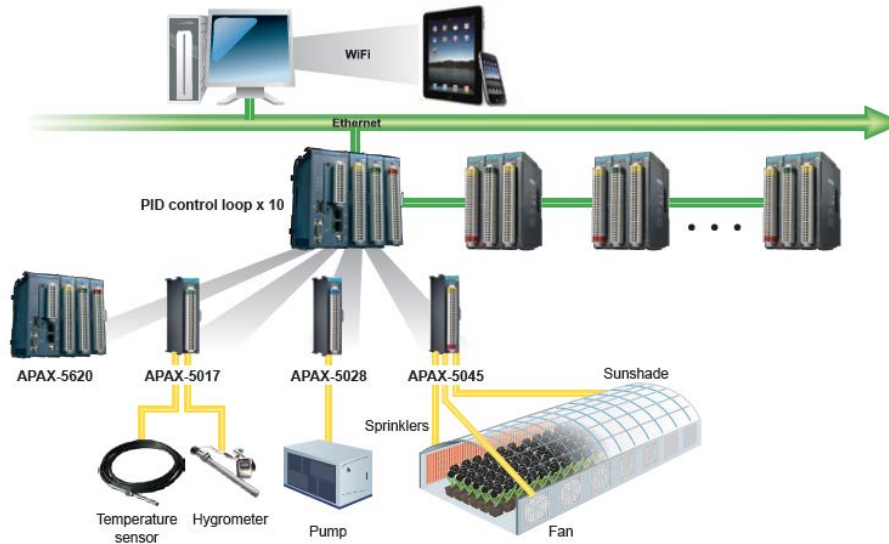 WiFi
Ethernet
PID control loop x 10
APAX-5620
APAX-5017
APAX-5028
APAX-5045
Sunshade
Sprinklers
Temperature
sensor
Hygrometer
Pump
Fan